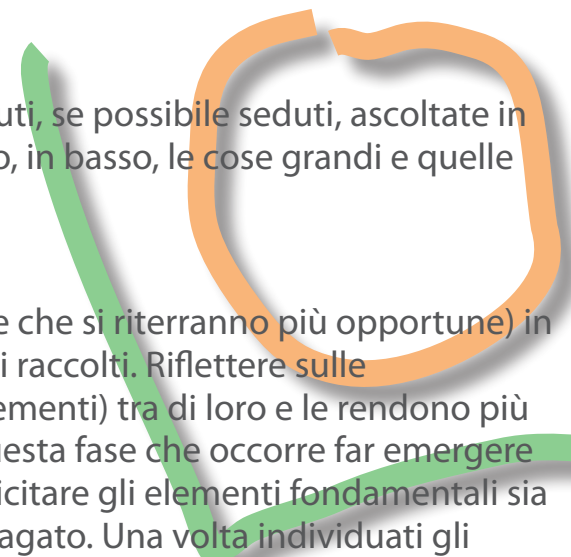 uti, se possibile seduti, ascoltate in
o, in basso, le cose grandi e quelle
e che si riterranno più opportune) in
i raccolti. Riflettere sulle
ementi) tra di loro e le rendono più
uesta fase che occorre far emergere
icitare gli elementi fondamentali sia
agato. Una volta individuati gli